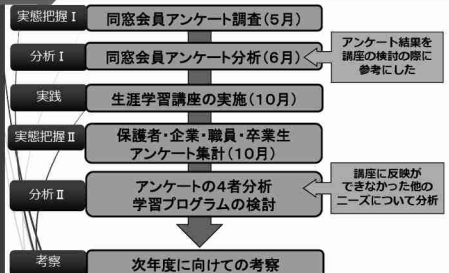 実態把握Ⅰ
同窓会員アンケート調査(5月)
アンケート結果を
講座の検討の際に
参考にした
分析Ⅰ
同窓会員アンケート分析(6月)
実践
生涯学習講座の実施(10月)
実態把握Ⅱ
保護者・企業・職員・卒業生
アンケート集計(10月)
講座に反映が
できなかった他の
ニーズについて分析
分析Ⅱ
アンケートの4者分析
学習プログラムの検討
考察
次年度に向けての考察